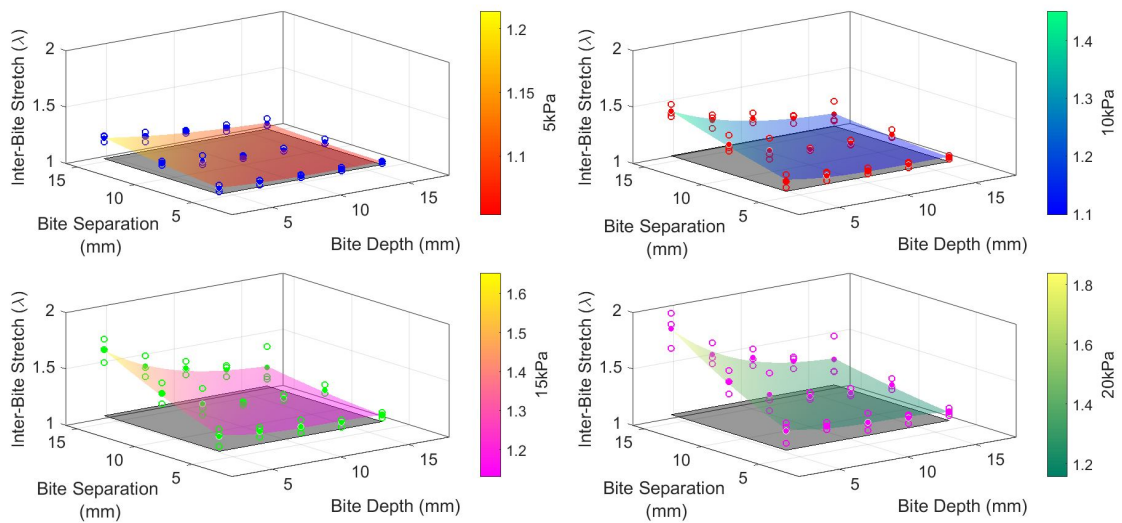 Inter-Bite Stretch (λ)
2
1.5
1
15
10
5
Bite Separation
(mm)
5
10
15
Bite Depth (mm)
1.2
1.15
1.1
5kPa
Inter-Bite Stretch (λ)
2
1.5
1
15
10
5
Bite Separation
(mm)
5
10
15
Bite Depth (mm)
1.4
1.3
1.2
1.1
10kPa
Inter-Bite Stretch (λ)
2
1.5
1
15
10
5
Bite Separation
(mm)
5
10
15
Bite Depth (mm)
1.6
1.5
1.4
1.3
1.2
15kPa
Inter-Bite Stretch (λ)
2
1.5
1
15
10
5
Bite Separation
(mm)
5
10
15
Bite Depth (mm)
1.8
1.6
1.4
1.2
20kPa